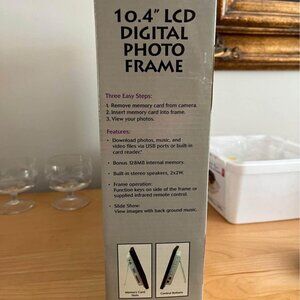 10.4" LCD
DIGITAL
PHOTO
FRAME
Three Easy Steps:
1. Remove memory card from camera.
2. Insert memory card into frame.
3. View your photos.
Features:
• Download photos, music, and
video files via USB ports or built-in
card reader.*
• Bonus 128MB internal memory.
• Built-in stereo speakers, 2x2W.
• Frame operation:
Function keys on side of the frame or
supplied infrared remote control.
• Slide Show:
View images with back ground music.
Memory Card
Slots
Control Buttons